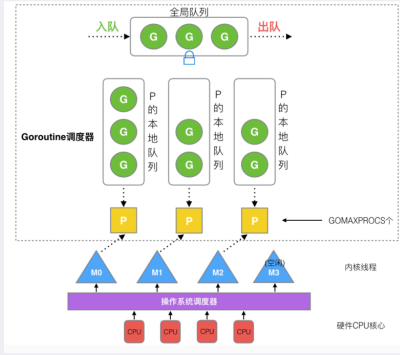 全局队列
入队
出队
G G G
G
G G G
G G G
P的本地队列
P的本地队列
P的本地队列
Goroutine调度器
P P P
GOMAXPROCS个
(空闲)
M0 M1 M2 M3
内核线程
操作系统调度器
CPU CPU CPU CPU
硬件CPU核心